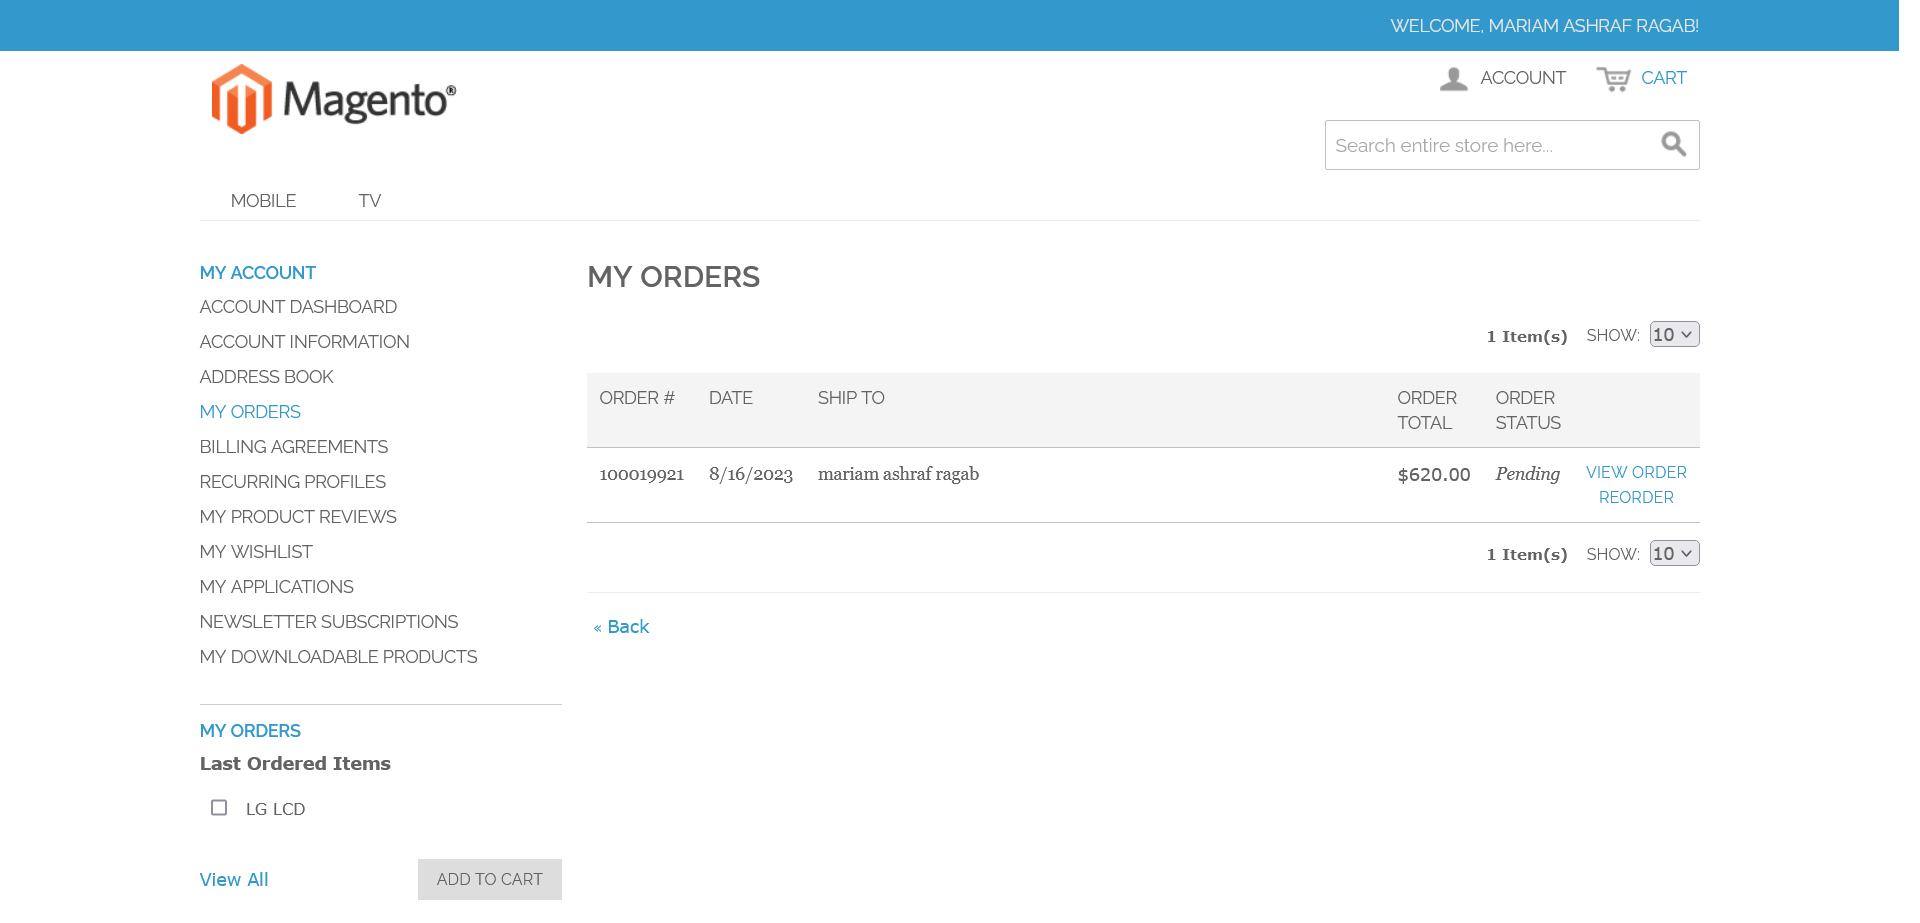 WELCOME, MARIAM ASHRAF RAGAB!
Magento®
ACCOUNT CART
Search entire store here...
MOBILE TV
MY ACCOUNT
ACCOUNT DASHBOARD
ACCOUNT INFORMATION
ADDRESS BOOK
MY ORDERS
BILLING AGREEMENTS
RECURRING PROFILES
MY PRODUCT REVIEWS
MY WISHLIST
MY APPLICATIONS
NEWSLETTER SUBSCRIPTIONS
MY DOWNLOADABLE PRODUCTS
MY ORDERS
Last Ordered Items
LG LCD
View All ADD TO CART
MY ORDERS
1 Item(s) SHOW: 10
ORDER # DATE SHIP TO ORDER TOTAL ORDER STATUS
100019921 8/16/2023 mariam ashraf ragab $620.00 Pending VIEW ORDER
REORDER
1 Item(s) SHOW: 10
« Back